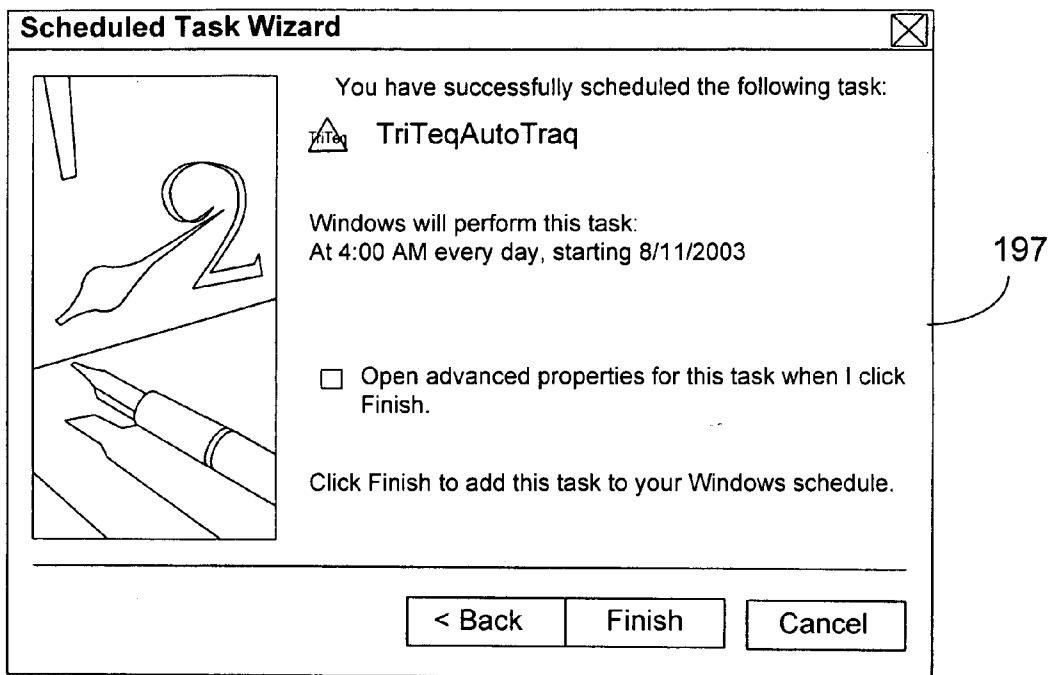 Scheduled Task Wizard
You have successfully scheduled the following task:
TriTeq TriTeqAutoTraq
Windows will perform this task:
At 4:00 AM every day, starting 8/11/2003
197
Open advanced properties for this task when I click
Finish.
Click Finish to add this task to your Windows schedule.
< Back Finish Cancel